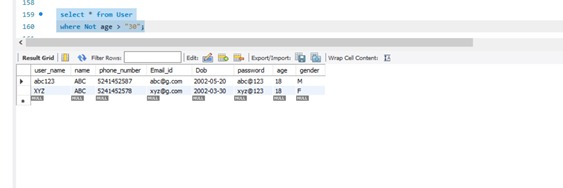 158
159 select * from User
160 where Not age > "30";
Result Grid Filter Rows: Edit: Export/Import: Wrap Cell Content:
user_name name phone_number Email_id Dob password age gender
abc123 ABC 5241452587 abc@g.com 2002-05-20 abc@123 18 M
XYZ ABC 5241452578 xyz@g.com 2002-03-30 xyz@123 18 F
NULL NULL NULL NULL NULL NULL NULL NULL